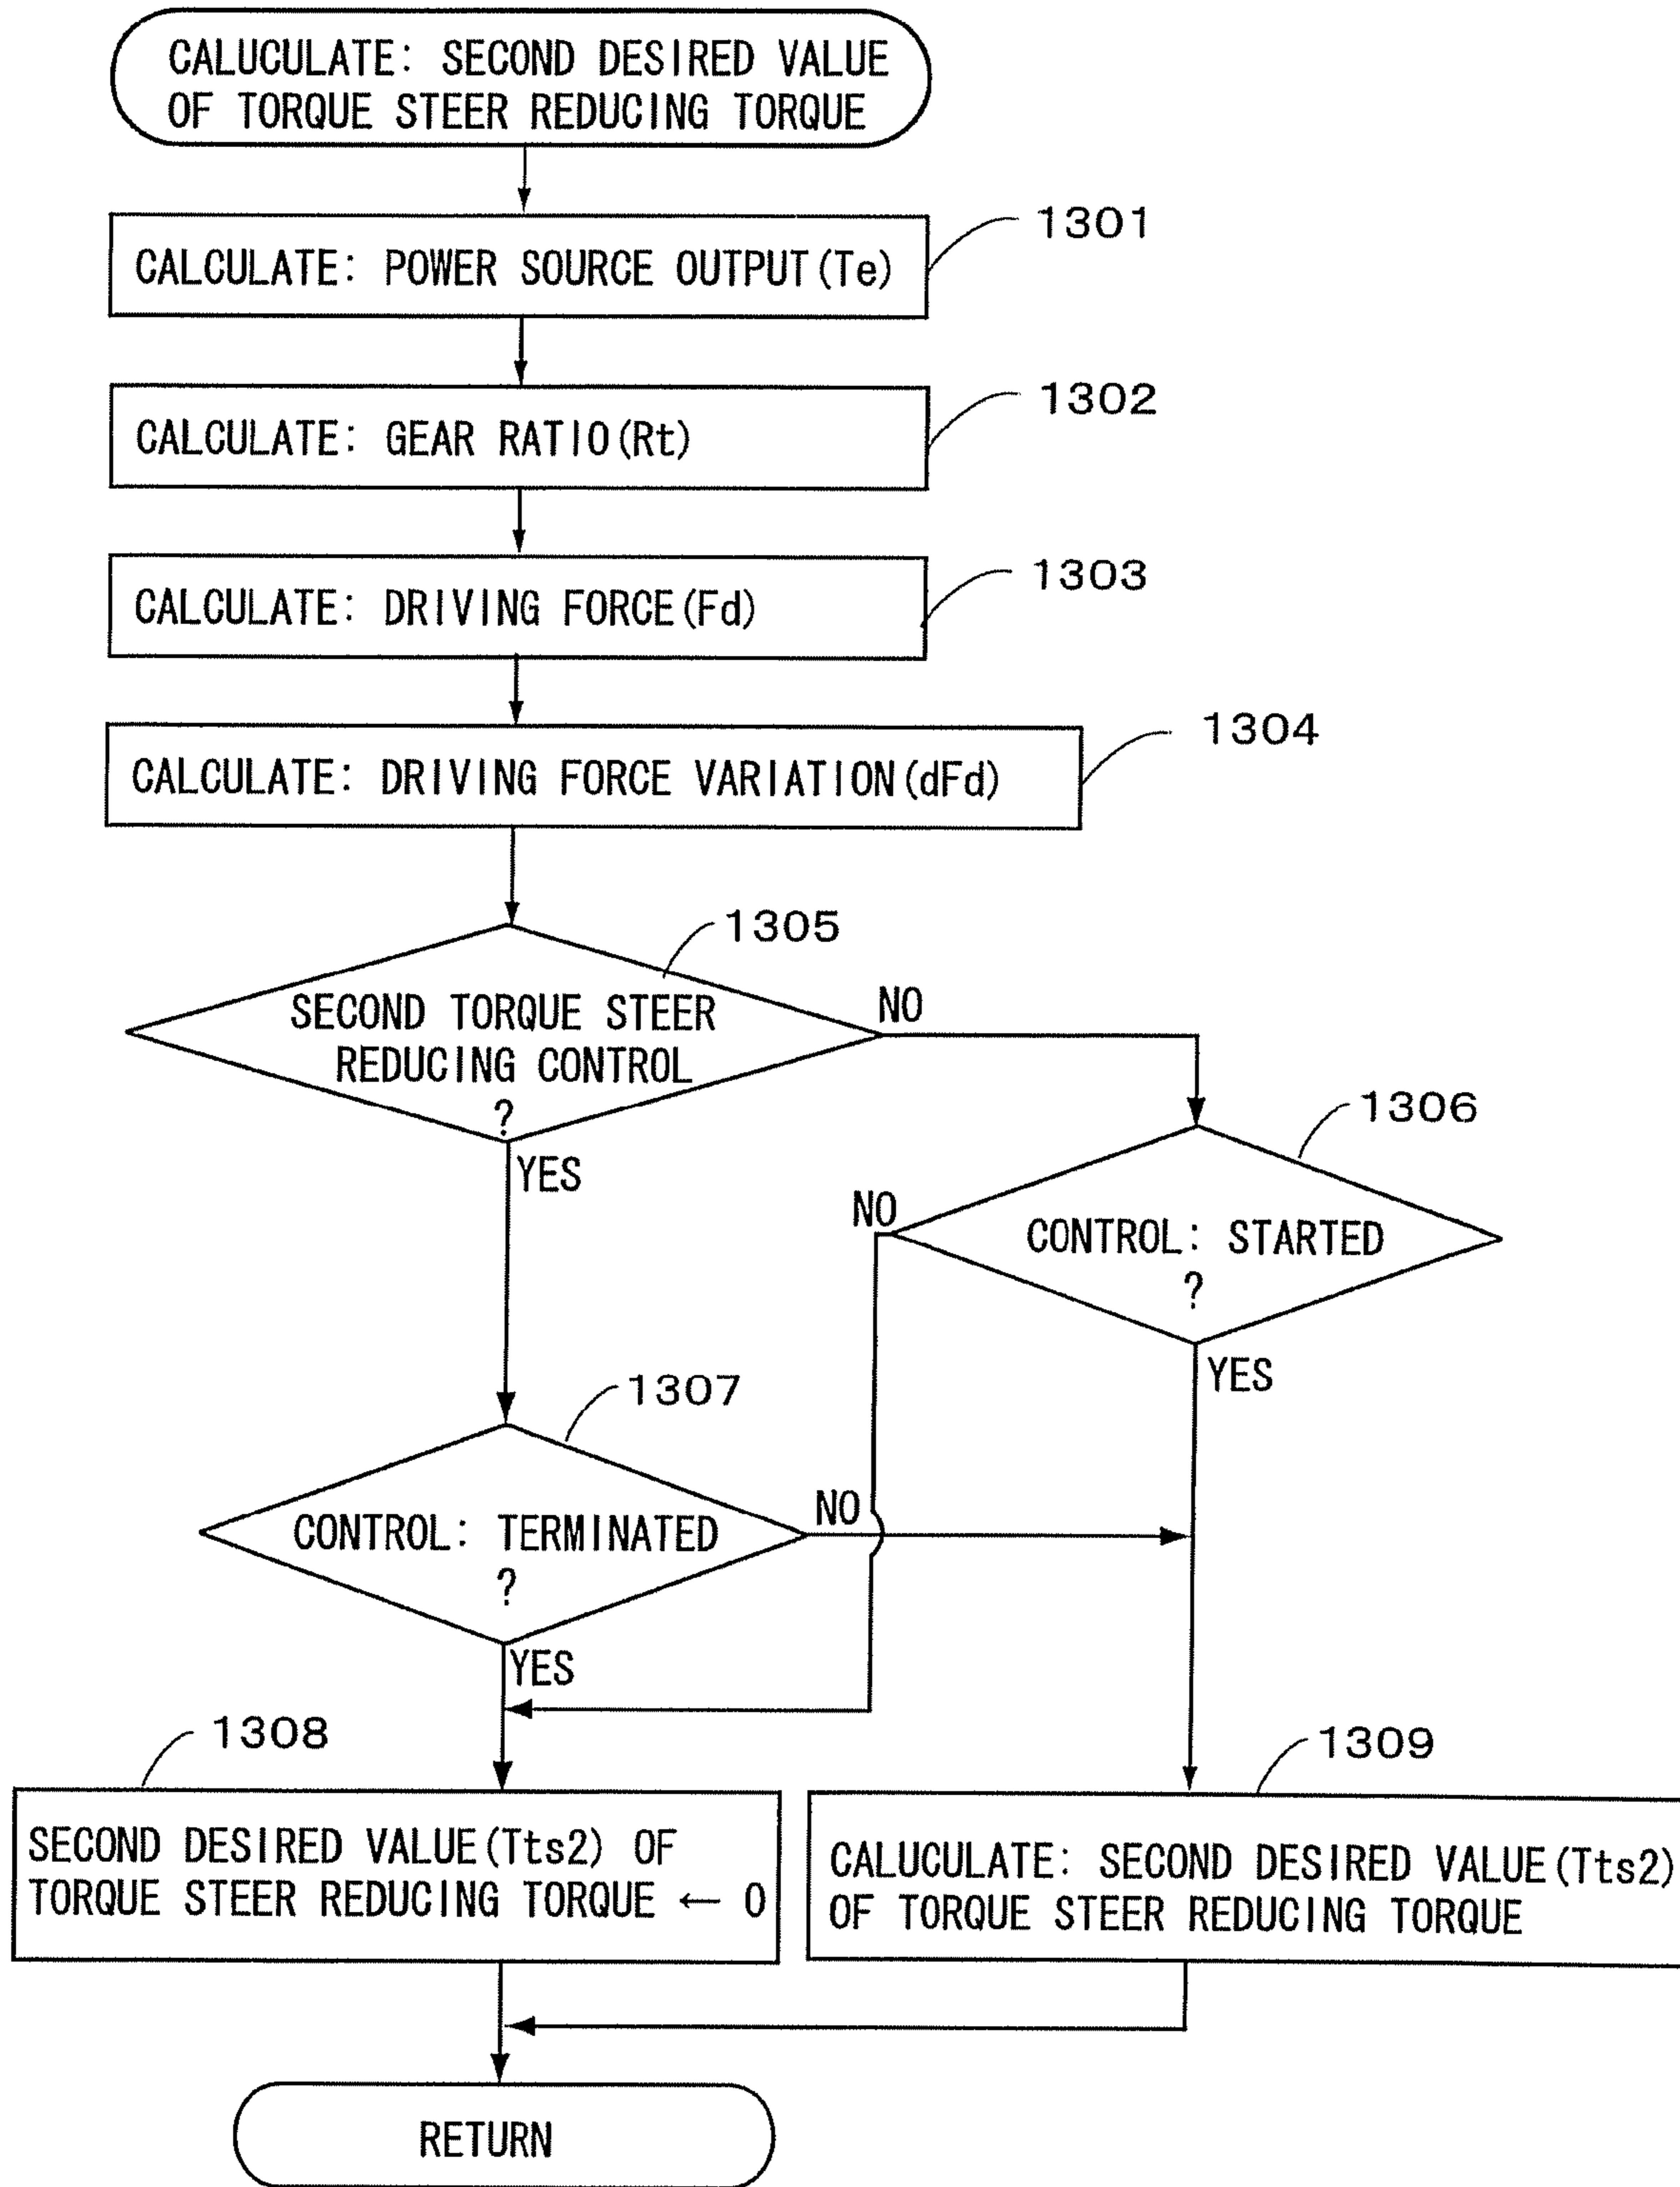 CALUCULATE: SECOND DESIRED VALUE
OF TORQUE STEER REDUCING TORQUE
1301
CALCULATE: POWER SOURCE OUTPUT(Te)
1302
CALCULATE: GEAR RATIO(Rt)
1303
CALCULATE: DRIVING FORCE(Fd)
1304
CALCULATE: DRIVING FORCE VARIATION(dFd)
1305
SECOND TORQUE STEER
REDUCING CONTROL
?
NO
YES
1306
NO
CONTROL: STARTED
?
YES
1307
CONTROL: TERMINATED
?
NO
YES
1308
SECOND DESIRED VALUE(Tts2) OF
TORQUE STEER REDUCING TORQUE ← 0
1309
CALUCULATE: SECOND DESIRED VALUE(Tts2)
OF TORQUE STEER REDUCING TORQUE
RETURN